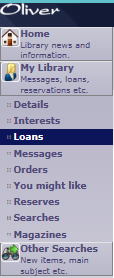 Oliver
Home
Library news and
information.
My Library
Messages, loans,
reservations etc.
Details
Interests
Loans
Messages
Orders
You might like
Reserves
Searches
Magazines
Other Searches
New items, main
subject etc.